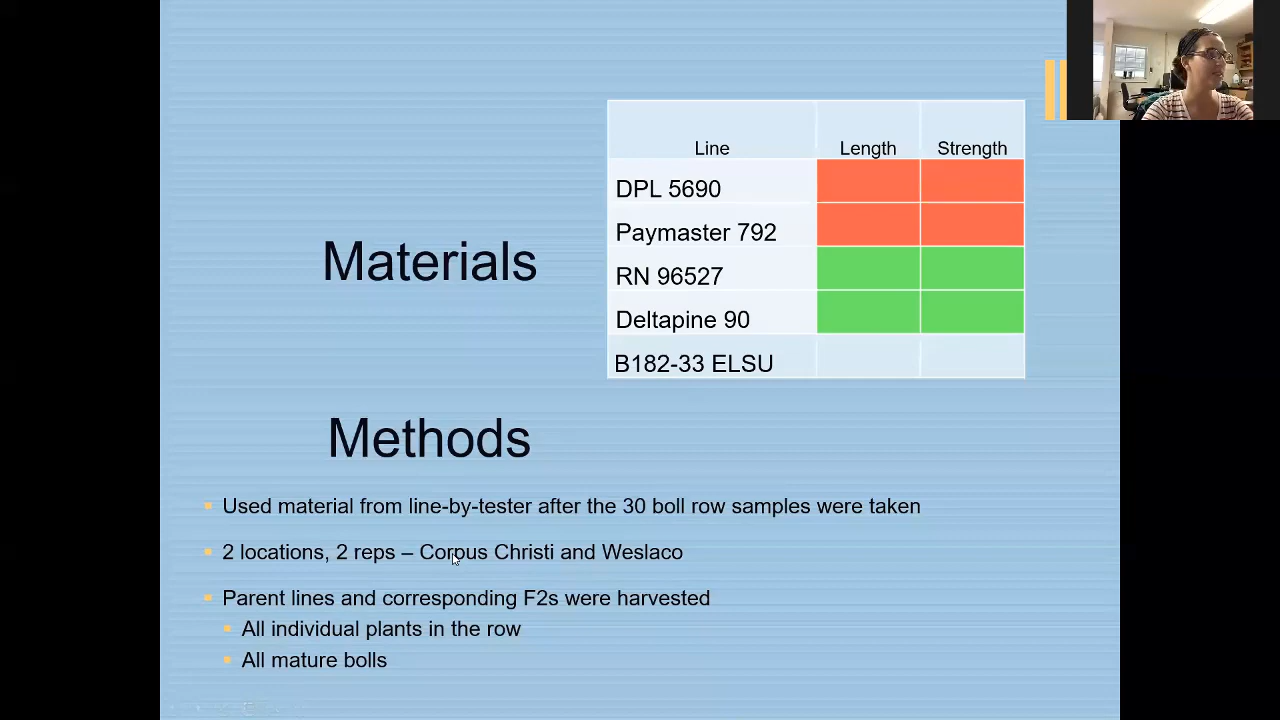 Line Length Strength
DPL 5690
Paymaster 792
RN 96527
Deltapine 90
B182-33 ELSU
Materials
Methods
Used material from line-by-tester after the 30 boll row samples were taken
2 locations, 2 reps – Corpus Christi and Weslaco
Parent lines and corresponding F2s were harvested
All individual plants in the row
All mature bolls